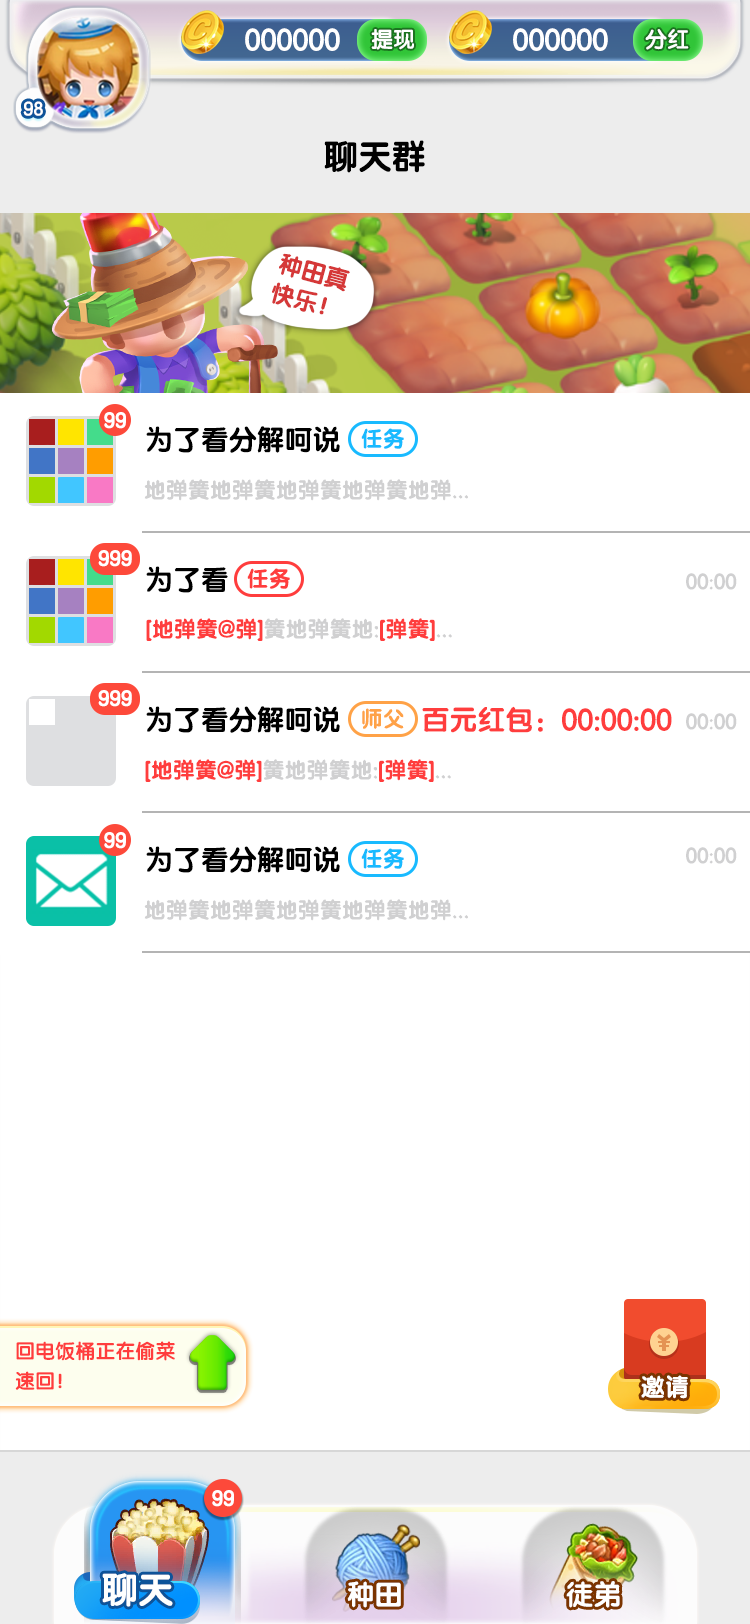 000000 提现 000000 分红
98
聊天群
种田真
快乐！
99
为了看分解呵说 任务
地弹簧地弹簧地弹簧地弹簧地弹...
999
为了看 任务 00:00
[地弹簧@弹]簧地弹簧地:[弹簧]...
999
为了看分解呵说 师父 百元红包：00:00:00 00:00
[地弹簧@弹]簧地弹簧地:[弹簧]...
99
为了看分解呵说 任务 00:00
地弹簧地弹簧地弹簧地弹簧地弹...
回电饭桶正在偷菜
速回！
¥
邀请
99
聊天 种田 徒弟